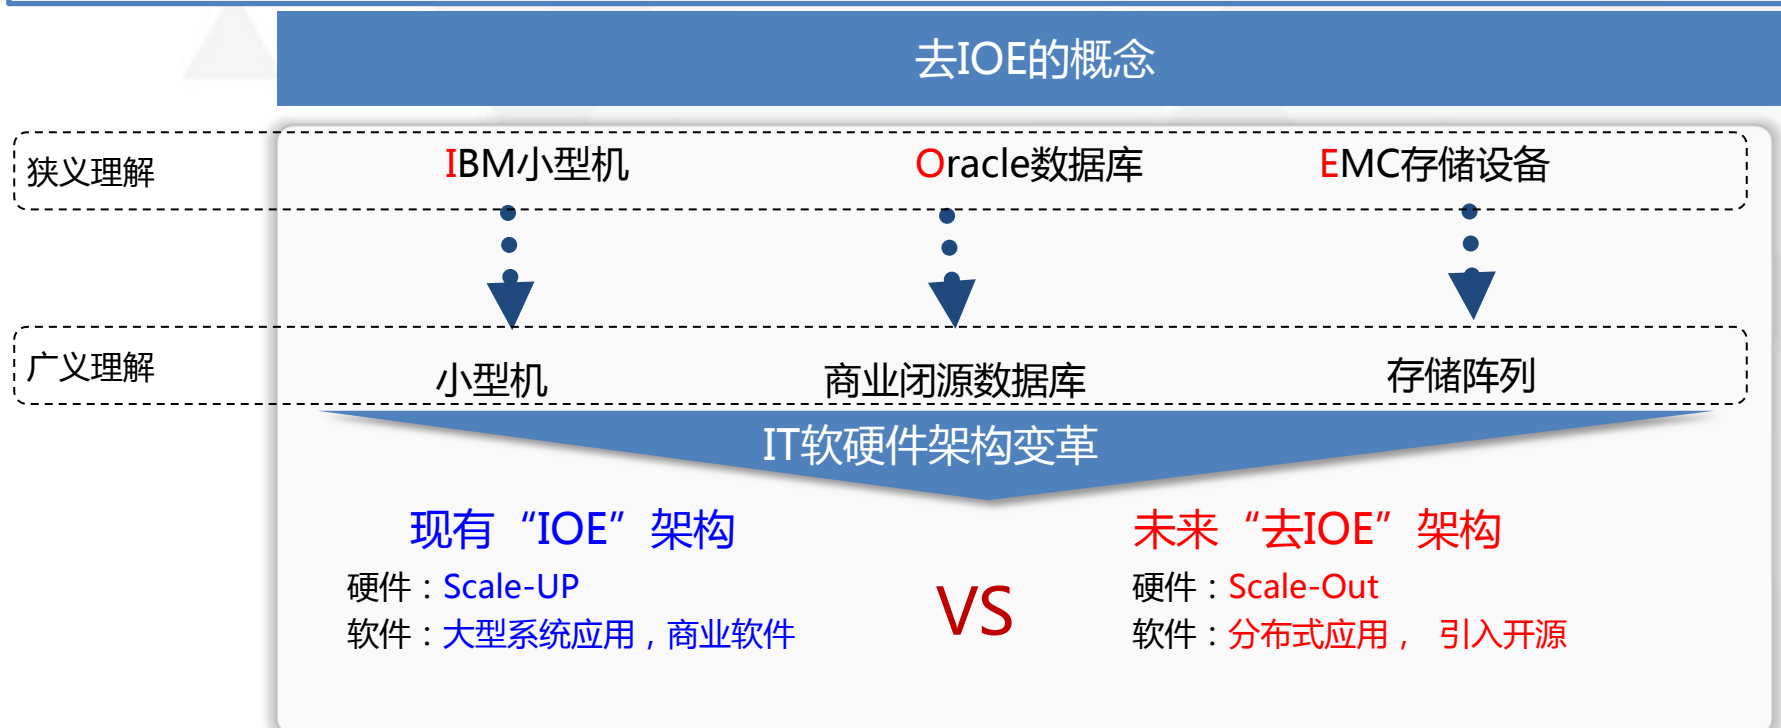 去IOE的概念
狭义理解
IBM小型机
Oracle数据库
EMC存储设备
广义理解
小型机
商业闭源数据库
存储阵列
IT软硬件架构变革
现有“IOE”架构
硬件：Scale-UP
软件：大型系统应用，商业软件
VS
未来“去IOE”架构
硬件：Scale-Out
软件：分布式应用， 引入开源